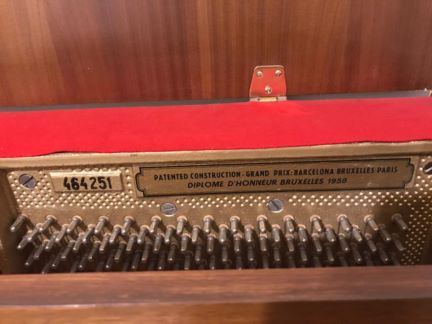 464251
PATENTED CONSTRUCTION-GRAND PRIX:BARCELONA BRUXELLES PARIS
DIPLOME D'HONNEUR BRUXELLES 1958